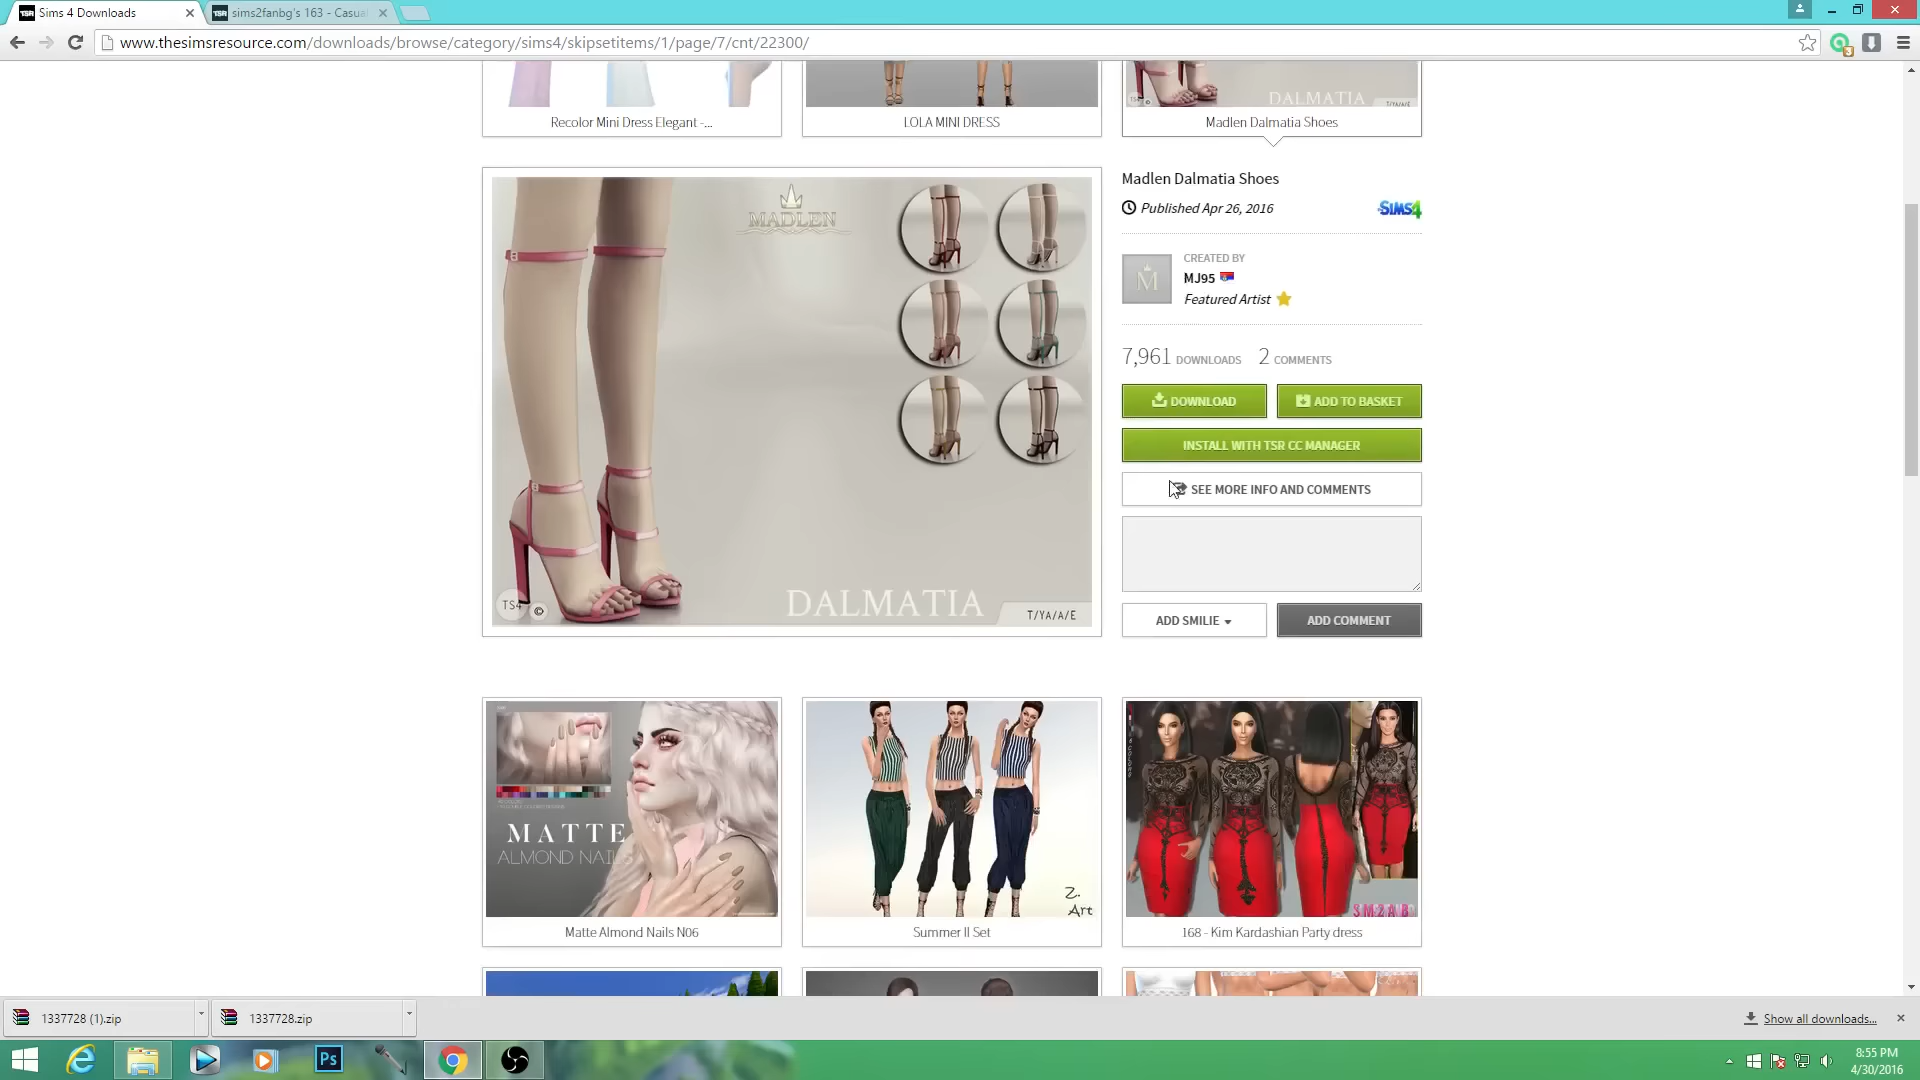 Sims 4 Downloads
sims2fanbg's 163 - Casua
www.thesimsresource.com/downloads/browse/category/sims4/skipsetitems/1/page/7/cnt/22300/
3
DALMATIA
Recolor Mini Dress Elegant -...
LOLA MINI DRESS
Madlen Dalmatia Shoes
MADLEN
DALMATIA
TS4 ©
T/YA/A/E
Madlen Dalmatia Shoes
Published Apr 26, 2016
SIMS4
CREATED BY
M
MJ95
Featured Artist
7,961 DOWNLOADS 2 COMMENTS
DOWNLOAD
ADD TO BASKET
INSTALL WITH TSR CC MANAGER
SEE MORE INFO AND COMMENTS
ADD SMILIE
ADD COMMENT
MATTE
ALMOND NAILS
Matte Almond Nails N06
Z.
Art
Summer II Set
SM2AB
168 - Kim Kardashian Party dress
1337728 (1).zip
1337728.zip
Show all downloads...
Ps
8:55 PM
4/30/2016